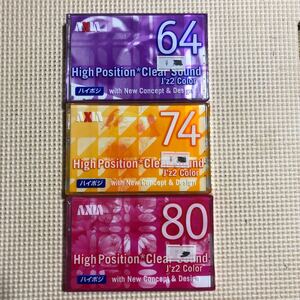 AXIA
64
High Position*Clear Sound
J'z2 Color
ハイポジ with New Concept & Design
AXIA
74
High Position*Clear Sound
J'z2 Color
ハイポジ with New Concept & Design
AXIA
80
High Position*Clear Sound
J'z2 Color
ハイポジ with New Concept & Design